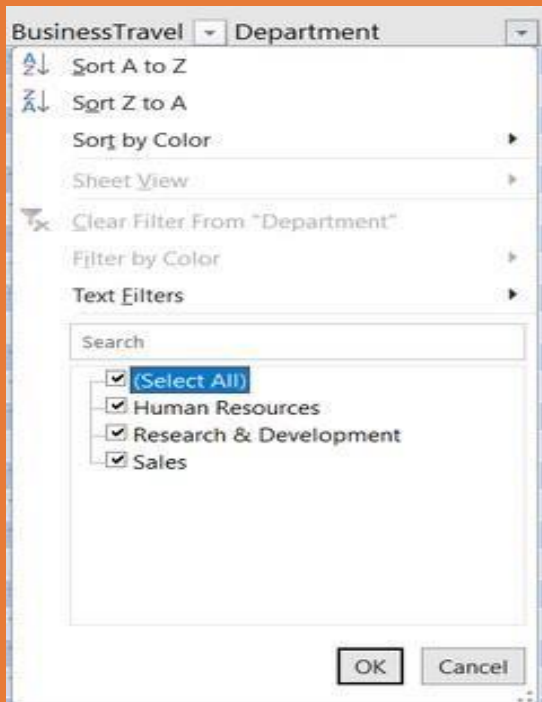 BusinessTravel Department
Sort A to Z
Sort Z to A
Sort by Color
Sheet View
Clear Filter From "Department"
Filter by Color
Text Filters
Search
(Select All)
Human Resources
Research & Development
Sales
OK Cancel